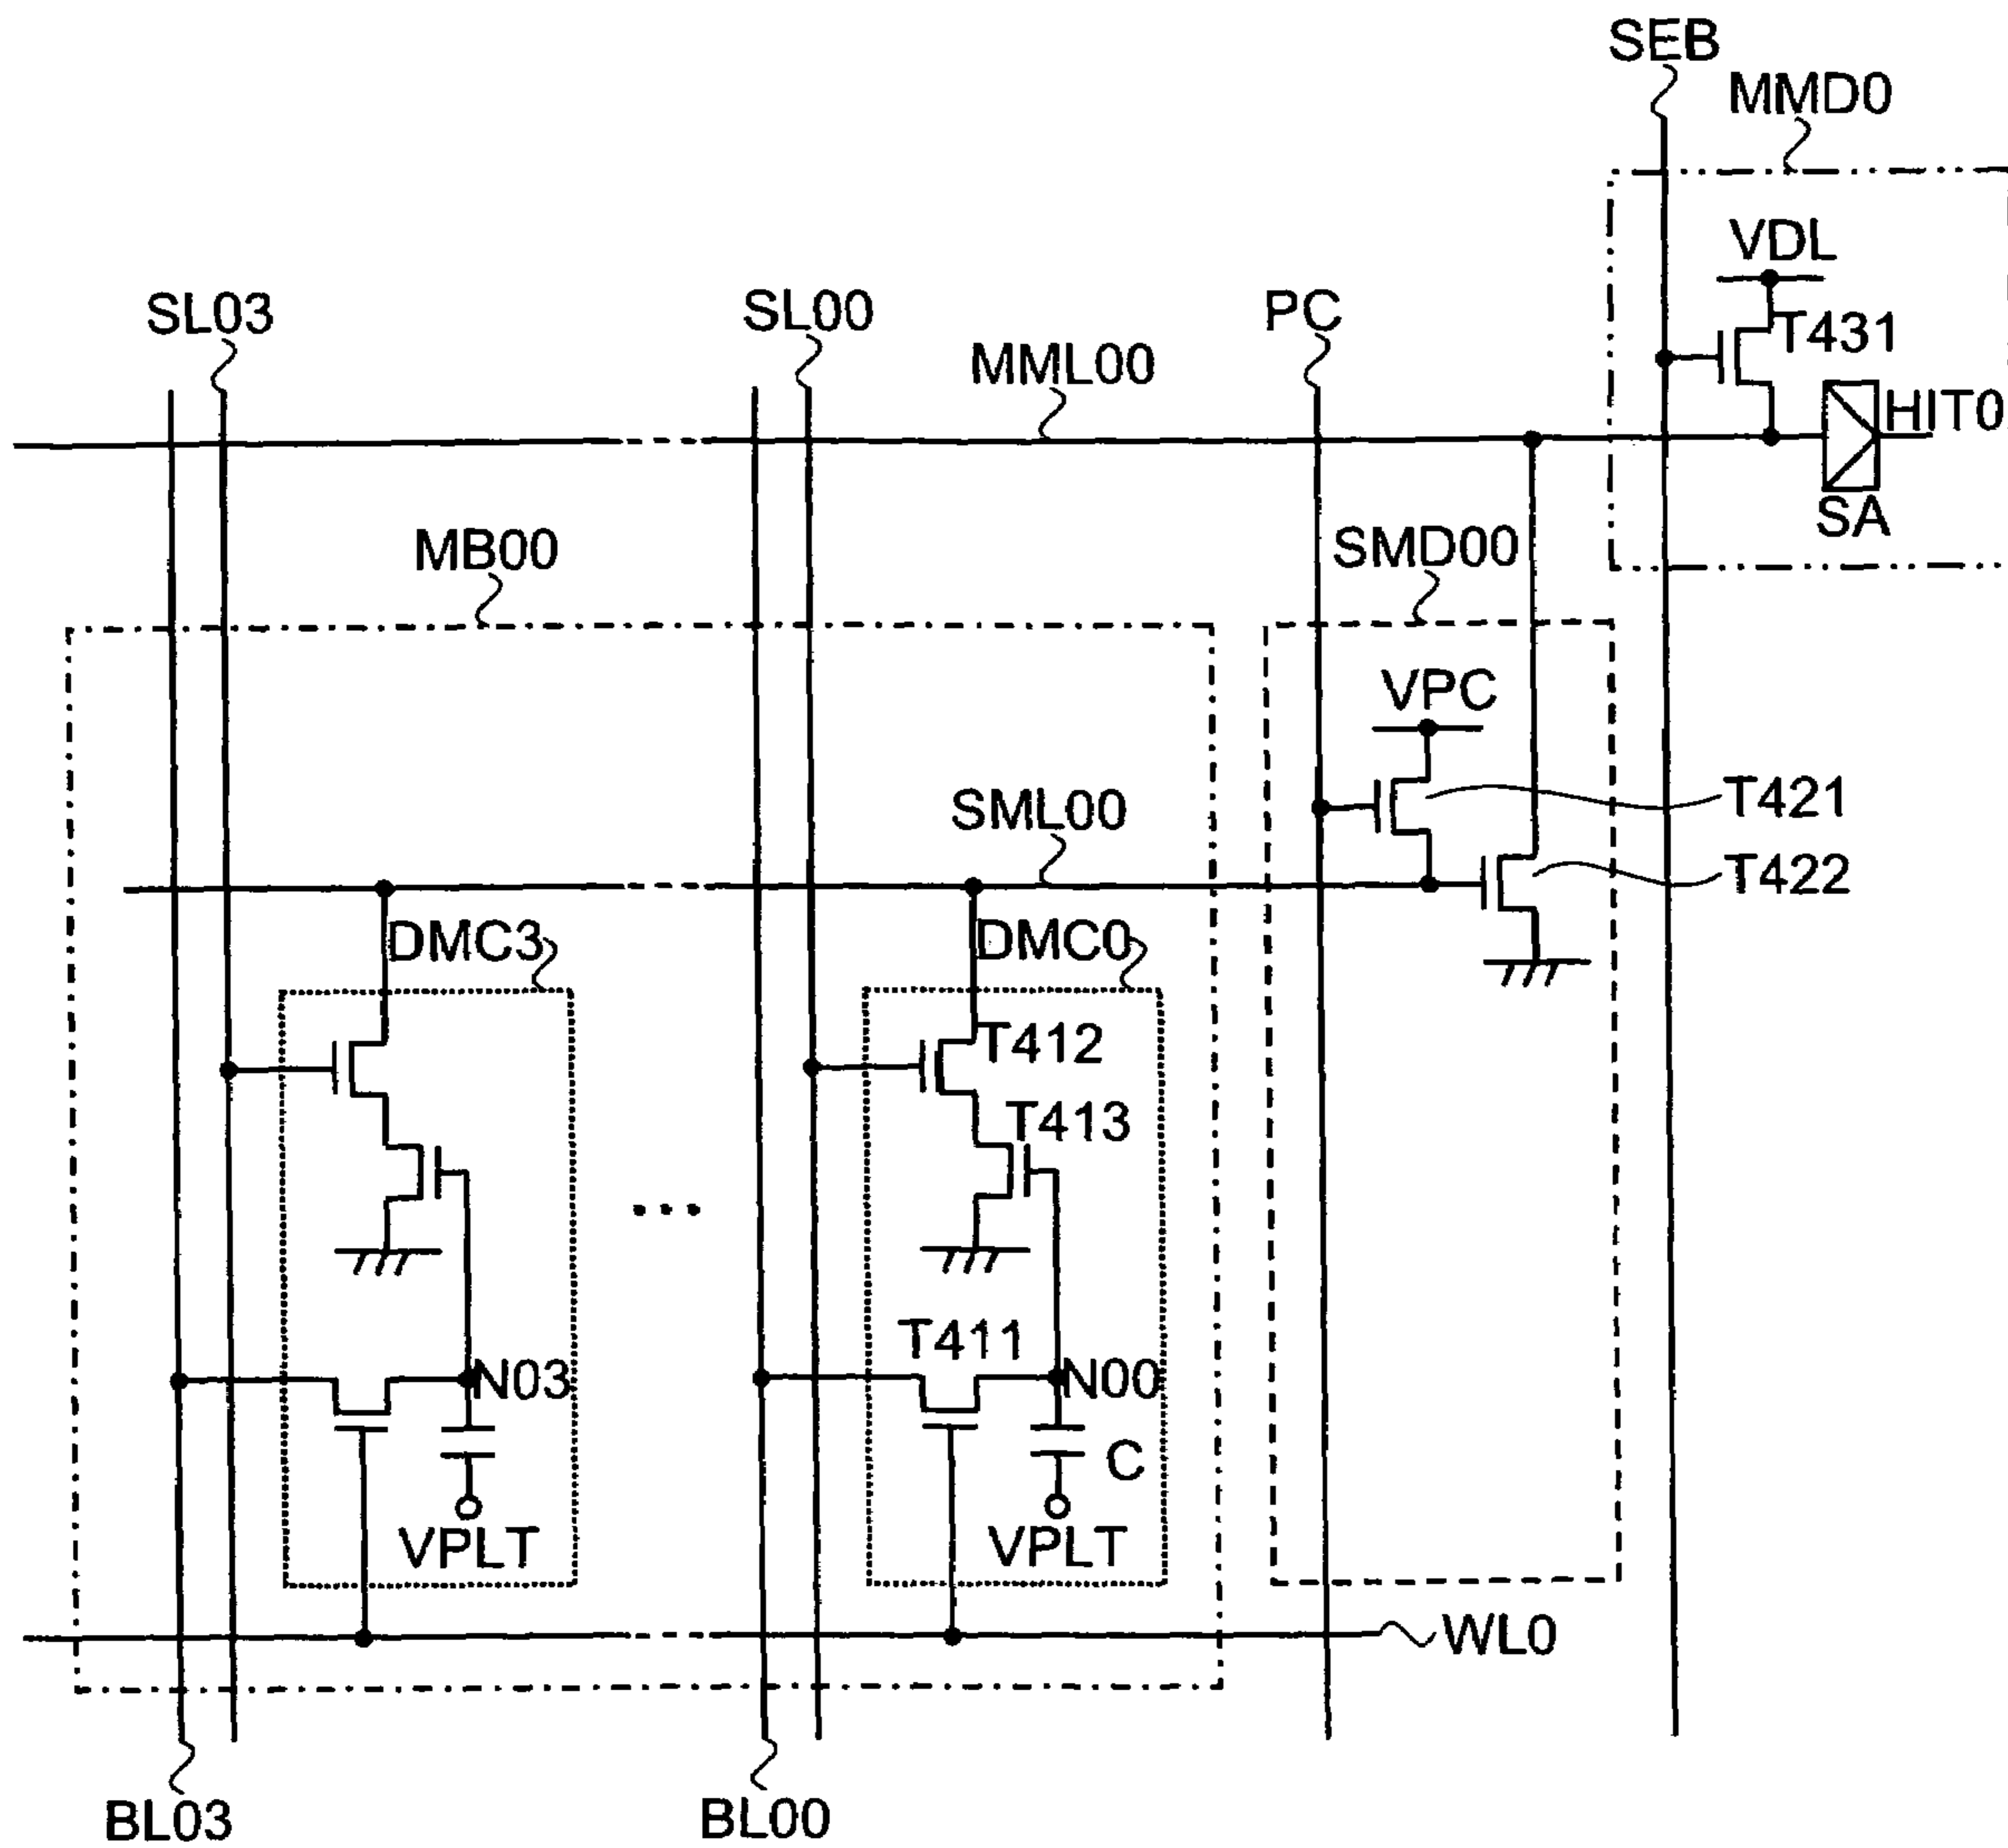 SEB
MMD0
VDL
SL03
SL00
PC
T431
MML00
HIT0
SA
MB00
SMD00
VPC
T421
SML00
T422
DMC3
DMC0
T412
T413
...
T411
N03
N00
C
VPLT
VPLT
WL0
BL03
BL00